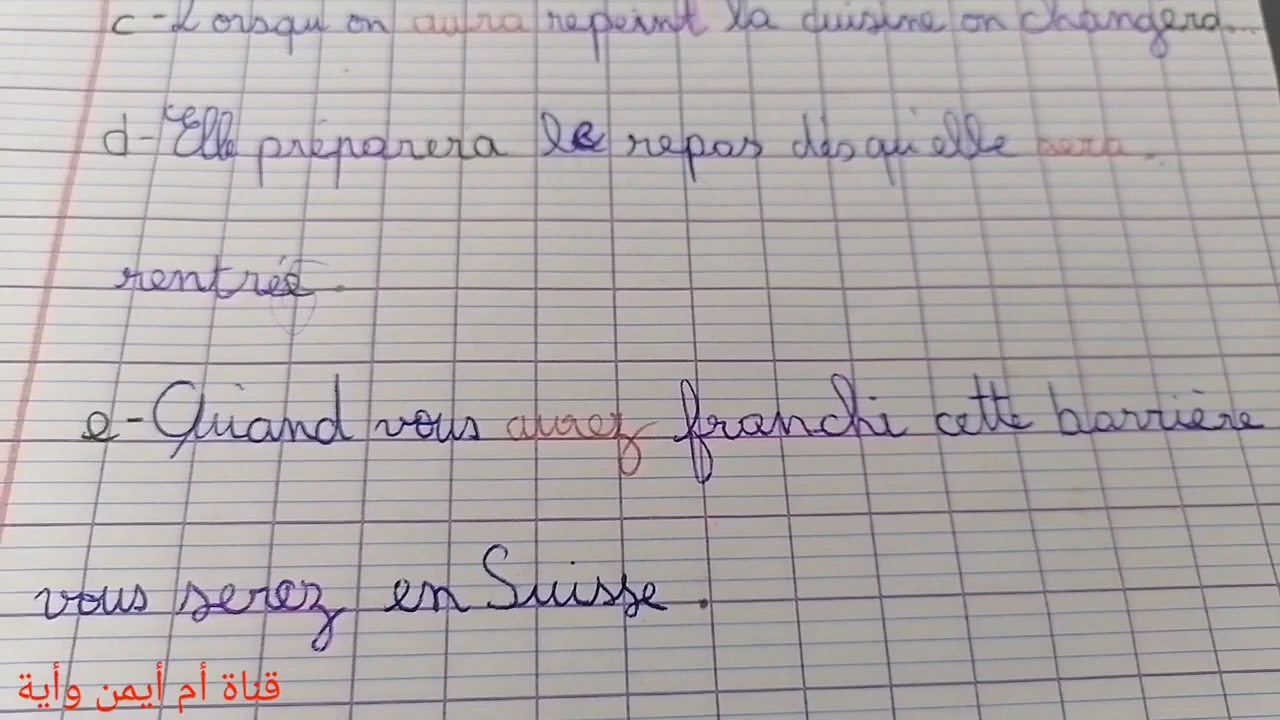 c-Lorsqu'on aura repeint la cuisine on changera...
d-Elle préparera le repas dès qu'elle sera.
rentrée.
e-Quand vous aurez franchi cette barrière
vous serez en Suisse.
قناة أم أيمن وأية